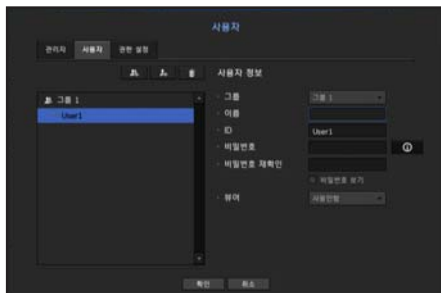 사용자
관리자 사용자 권한 설정
사용자 정보
그룹 1
User1
· 그룹 그룹 1
· 이름
· ID User1
· 비밀번호
· 비밀번호 재확인
비밀번호 보기
· 뷰어 사용안함
확인 취소